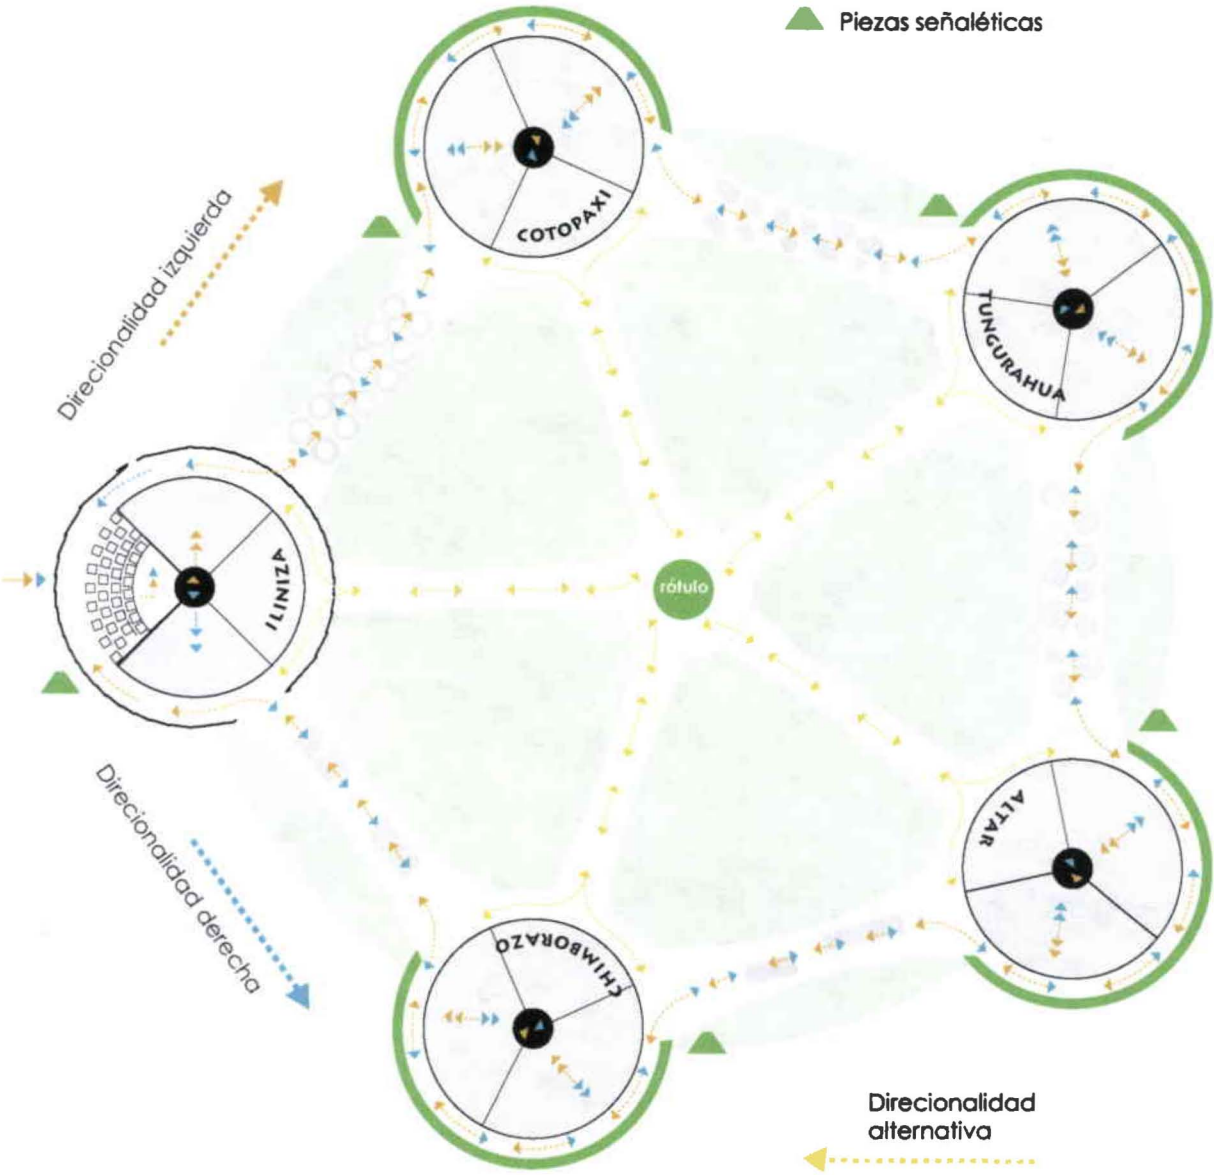 Piezas señaléticas
COTOPAXI
Direcionalidad izquierda
TUNGURAHUA
ILINIZA
rótulo
Direcionalidad derecha
ALTAR
CHIMBORAZO
Direcionalidad
alternativa